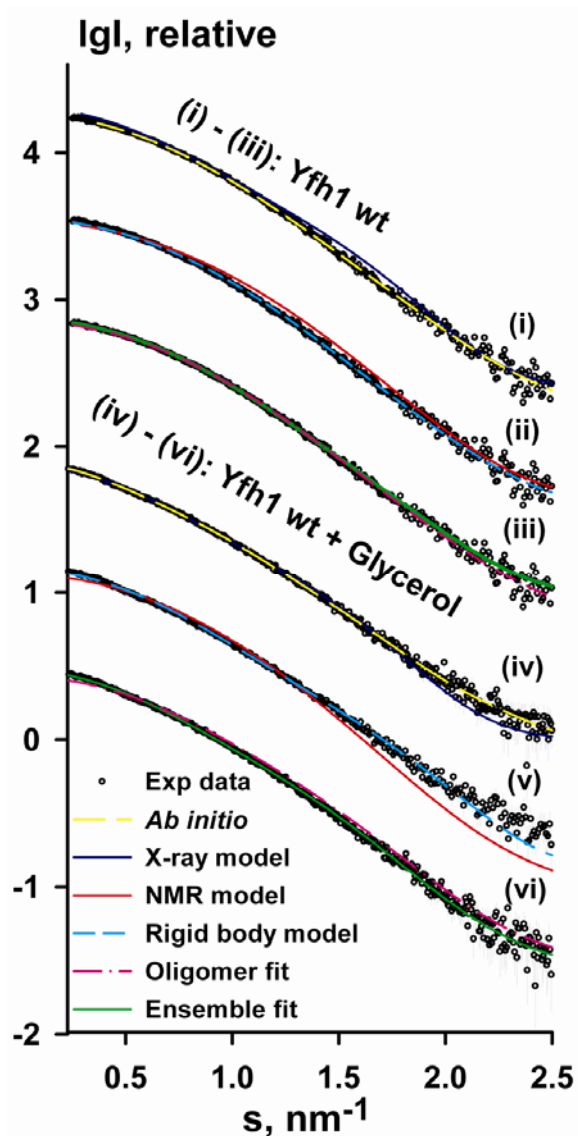 lgI, relative
4
(i) - (iii): Yfh1 wt
3
(i)
(ii)
2
(iv) - (vi): Yfh1 wt + Glycerol
(iii)
1
(iv)
0
(v)
Exp data
Ab initio
-1
X-ray model
(vi)
NMR model
Rigid body model
Oligomer fit
Ensemble fit
-2
0.5 1.0 1.5 2.0 2.5
s, nm-1